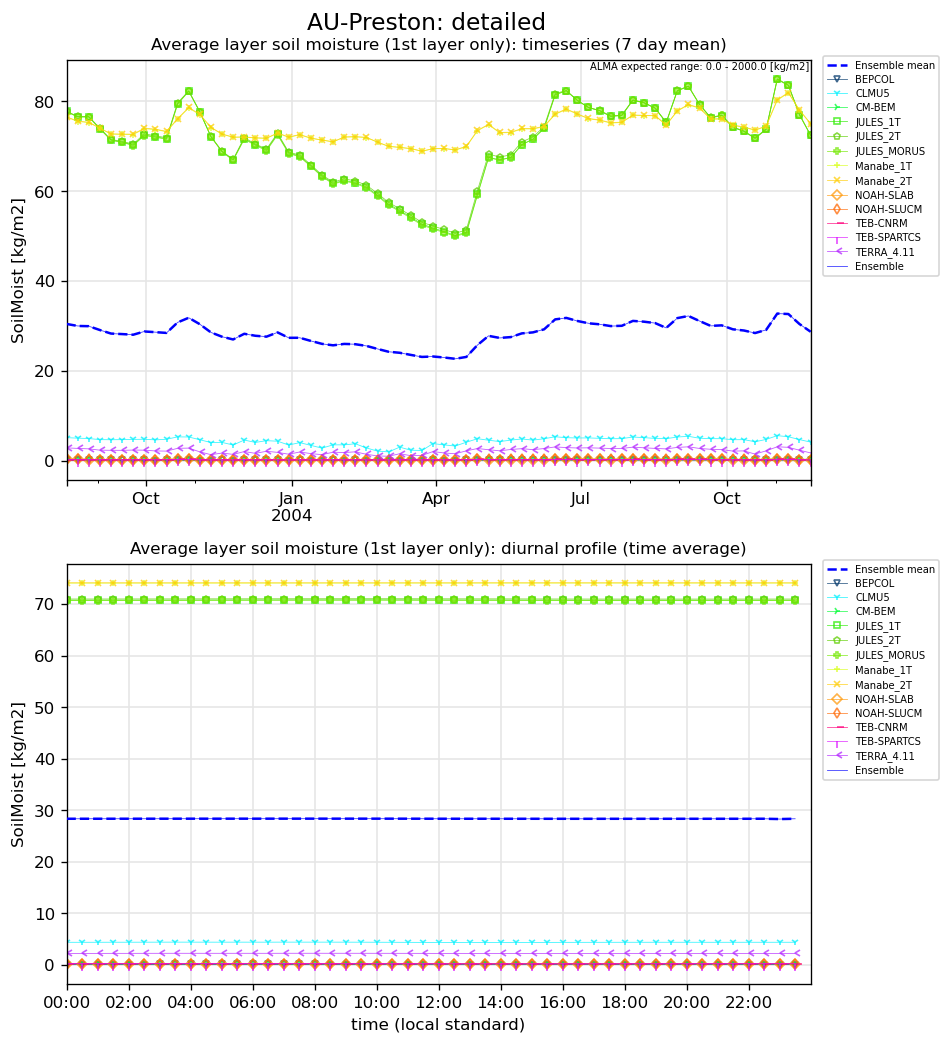 AU-Preston: detailed
Average layer soil moisture (1st layer only): timeseries (7 day mean)
ALMA expected range: 0.0 - 2000.0 [kg/m2]
SoilMoist [kg/m2]
80
60
40
20
0
Oct
Jan
2004
Apr
Jul
Oct
Ensemble mean
BEPCOL
CLMU5
CM-BEM
JULES_1T
JULES_2T
JULES_MORUS
Manabe_1T
Manabe_2T
NOAH-SLAB
NOAH-SLUCM
TEB-CNRM
TEB-SPARTCS
TERRA_4.11
Ensemble
Average layer soil moisture (1st layer only): diurnal profile (time average)
SoilMoist [kg/m2]
70
60
50
40
30
20
10
0
00:00 02:00 04:00 06:00 08:00 10:00 12:00 14:00 16:00 18:00 20:00 22:00
time (local standard)
Ensemble mean
BEPCOL
CLMU5
CM-BEM
JULES_1T
JULES_2T
JULES_MORUS
Manabe_1T
Manabe_2T
NOAH-SLAB
NOAH-SLUCM
TEB-CNRM
TEB-SPARTCS
TERRA_4.11
Ensemble